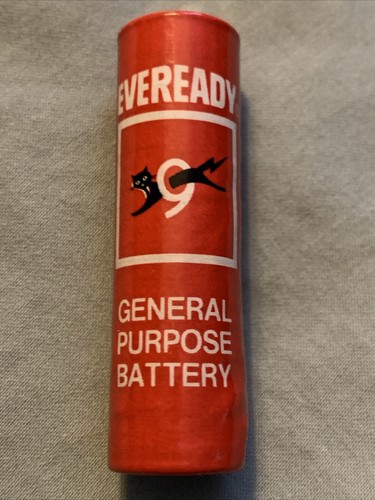 EVEREADY
9
GENERAL
PURPOSE
BATTERY